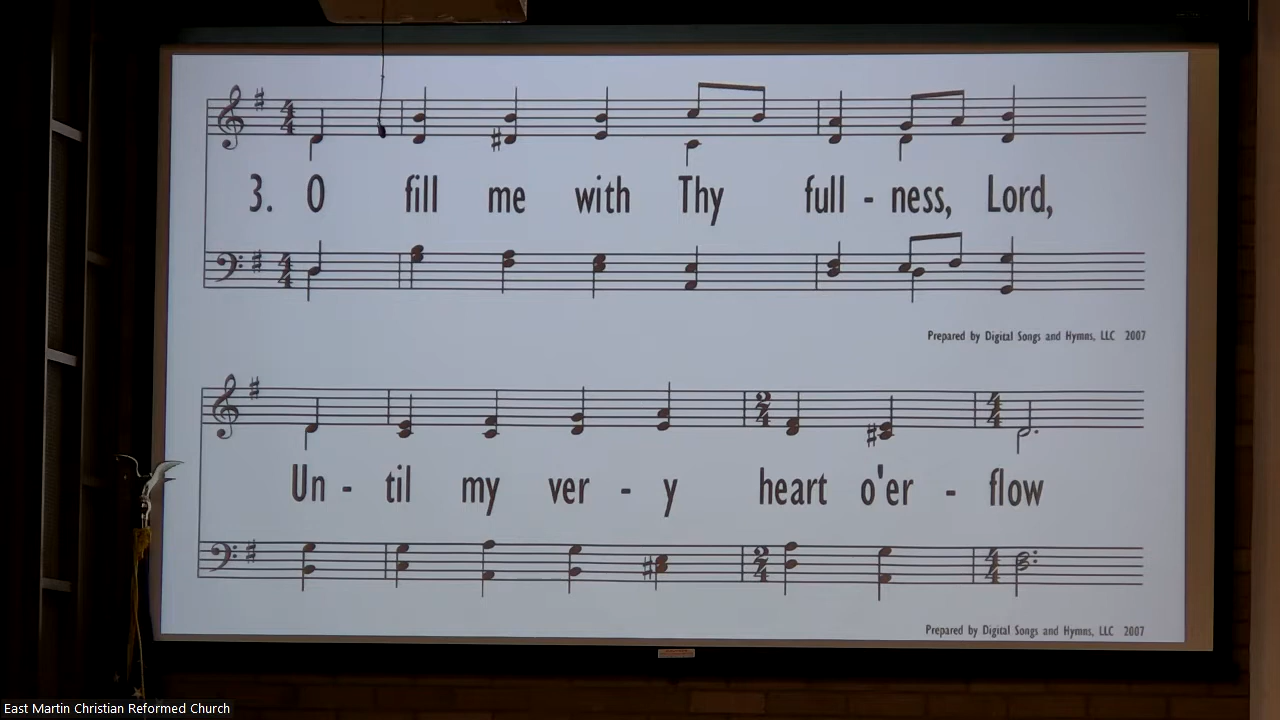 3. O fill me with Thy full - ness, Lord,
Prepared by Digital Songs and Hymns, LLC 2007
Un - til my ver - y heart o'er - flow
Prepared by Digital Songs and Hymns, LLC 2007
East Martin Christian Reformed Church